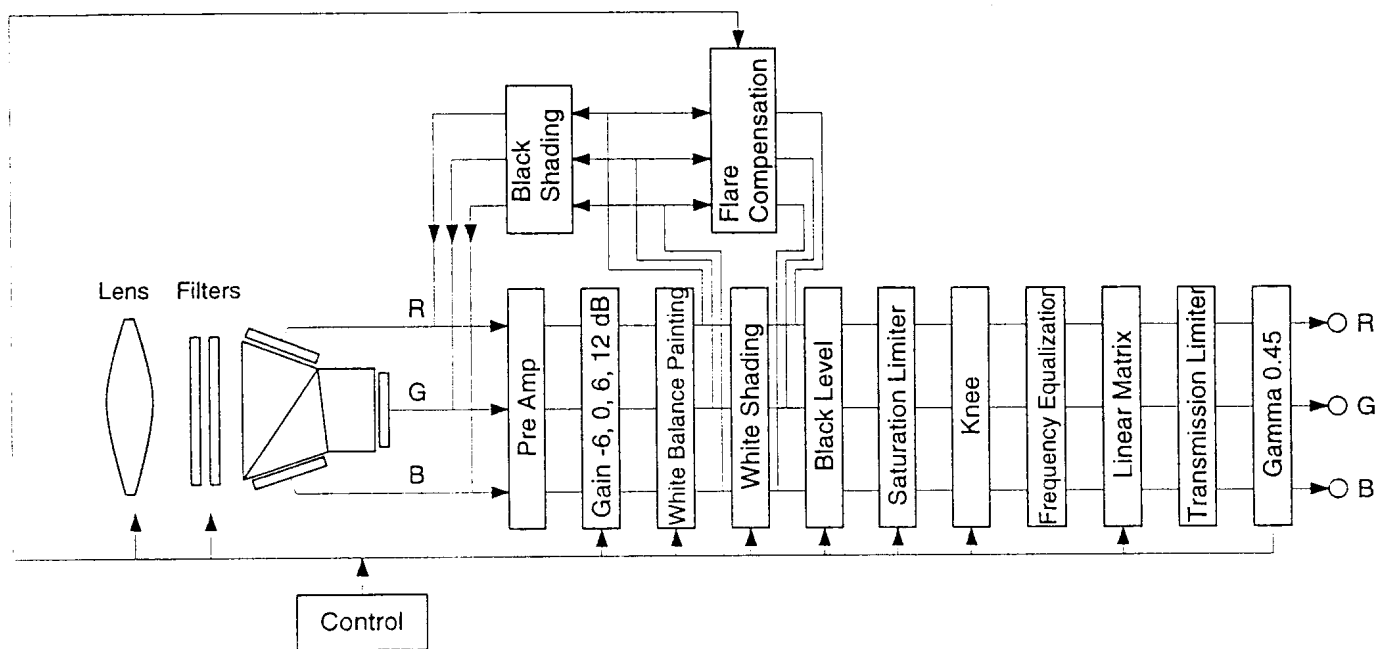 Black
Shading
Flare
Compensation
Lens
Filters
R
G
B
Pre Amp
Gain -6, 0, 6, 12 dB
White Balance Painting
White Shading
Black Level
Saturation Limiter
Knee
Frequency Equalization
Linear Matrix
Transmission Limiter
Gamma 0.45
R
G
B
Control